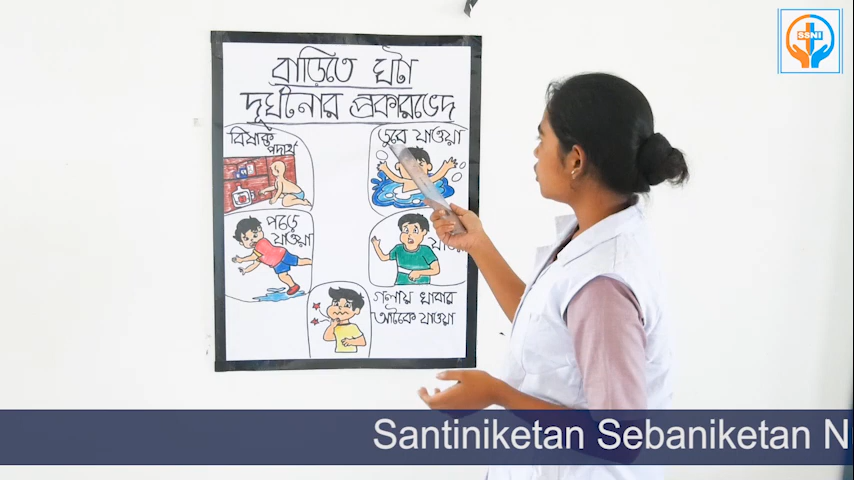 SSNI
বাড়িতে ঘটা
দূর্ঘটনার প্রকারভেদ
বিষাক্ত
পদার্থ
ডুবে যাওয়া
পড়ে
যাওয়া
গলায় খাবার
আটকে যাওয়া
Santiniketan Sebaniketan N